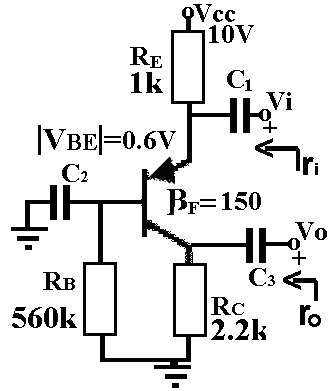 Vcc
10V
RE
1k
C1
Vi
+
|VBE|=0.6V
ri
C2
βF=150
Vo
+
C3
RB
560k
RC
2.2k
ro